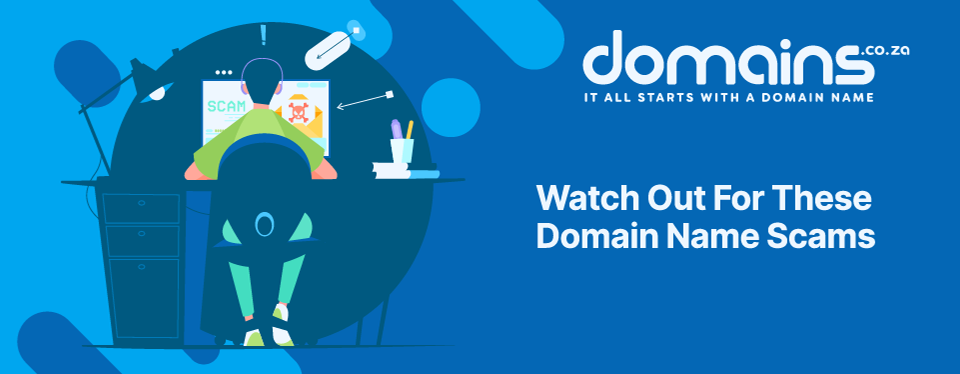 domains.co.za
IT ALL STARTS WITH A DOMAIN NAME
SCAM
Watch Out For These
Domain Name Scams